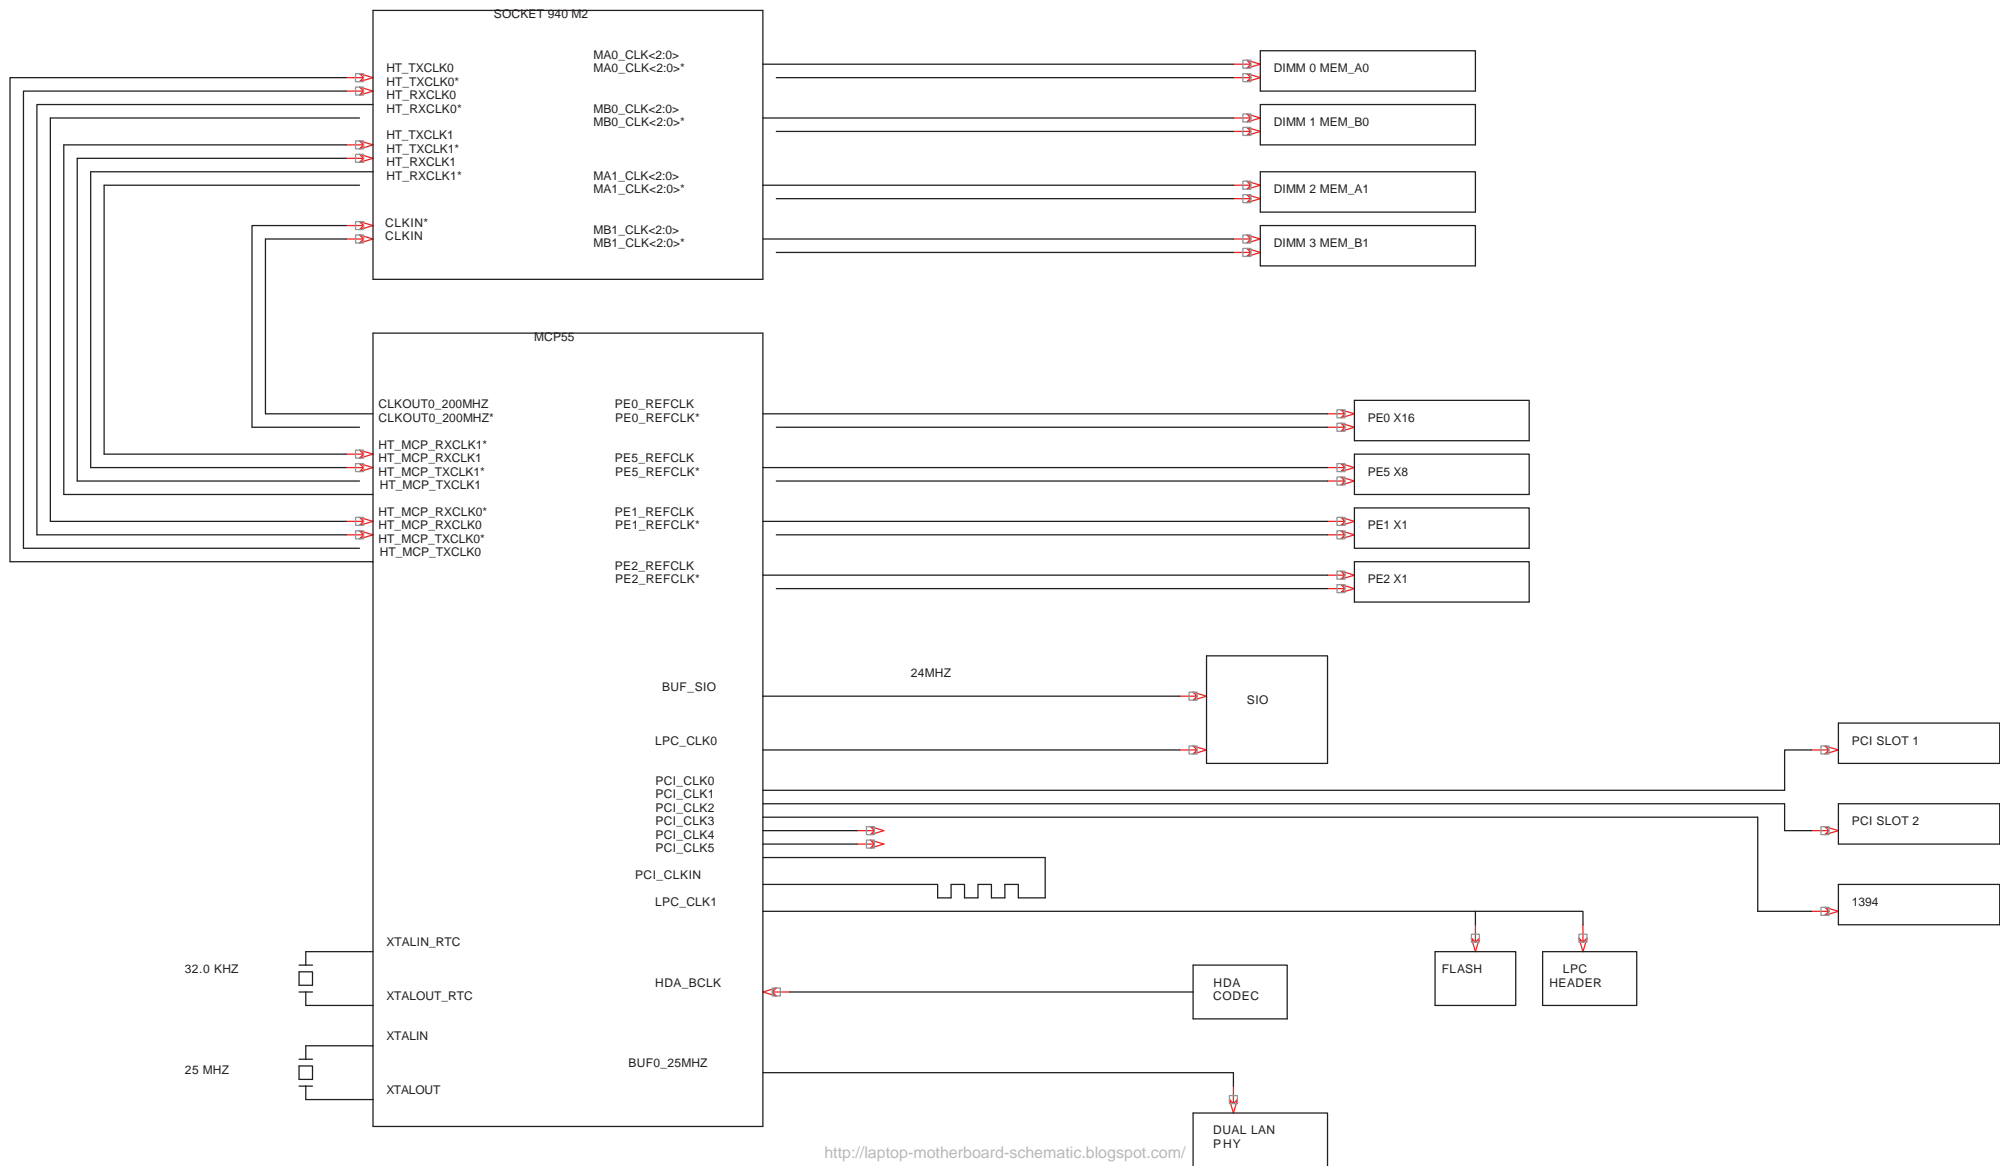 SOCKET 940 M2
HT_TXCLK0
HT_TXCLK0*
HT_RXCLK0
HT_RXCLK0*
HT_TXCLK1
HT_TXCLK1*
HT_RXCLK1
HT_RXCLK1*
CLKIN*
CLKIN
MA0_CLK<2:0>
MA0_CLK<2:0>*
MB0_CLK<2:0>
MB0_CLK<2:0>*
MA1_CLK<2:0>
MA1_CLK<2:0>*
MB1_CLK<2:0>
MB1_CLK<2:0>*
DIMM 0 MEM_A0
DIMM 1 MEM_B0
DIMM 2 MEM_A1
DIMM 3 MEM_B1
MCP55
CLKOUT0_200MHZ
CLKOUT0_200MHZ*
HT_MCP_RXCLK1*
HT_MCP_RXCLK1
HT_MCP_TXCLK1*
HT_MCP_TXCLK1
HT_MCP_RXCLK0*
HT_MCP_RXCLK0
HT_MCP_TXCLK0*
HT_MCP_TXCLK0
PE0_REFCLK
PE0_REFCLK*
PE5_REFCLK
PE5_REFCLK*
PE1_REFCLK
PE1_REFCLK*
PE2_REFCLK
PE2_REFCLK*
PE0 X16
PE5 X8
PE1 X1
PE2 X1
BUF_SIO
24MHZ
SIO
LPC_CLK0
PCI_CLK0
PCI_CLK1
PCI_CLK2
PCI_CLK3
PCI_CLK4
PCI_CLK5
PCI_CLKIN
LPC_CLK1
PCI SLOT 1
PCI SLOT 2
1394
FLASH
LPC
HEADER
XTALIN_RTC
32.0 KHZ
XTALOUT_RTC
HDA_BCLK
HDA
CODEC
XTALIN
25 MHZ
XTALOUT
BUF0_25MHZ
DUAL LAN
PHY
http://laptop-motherboard-schematic.blogspot.com/